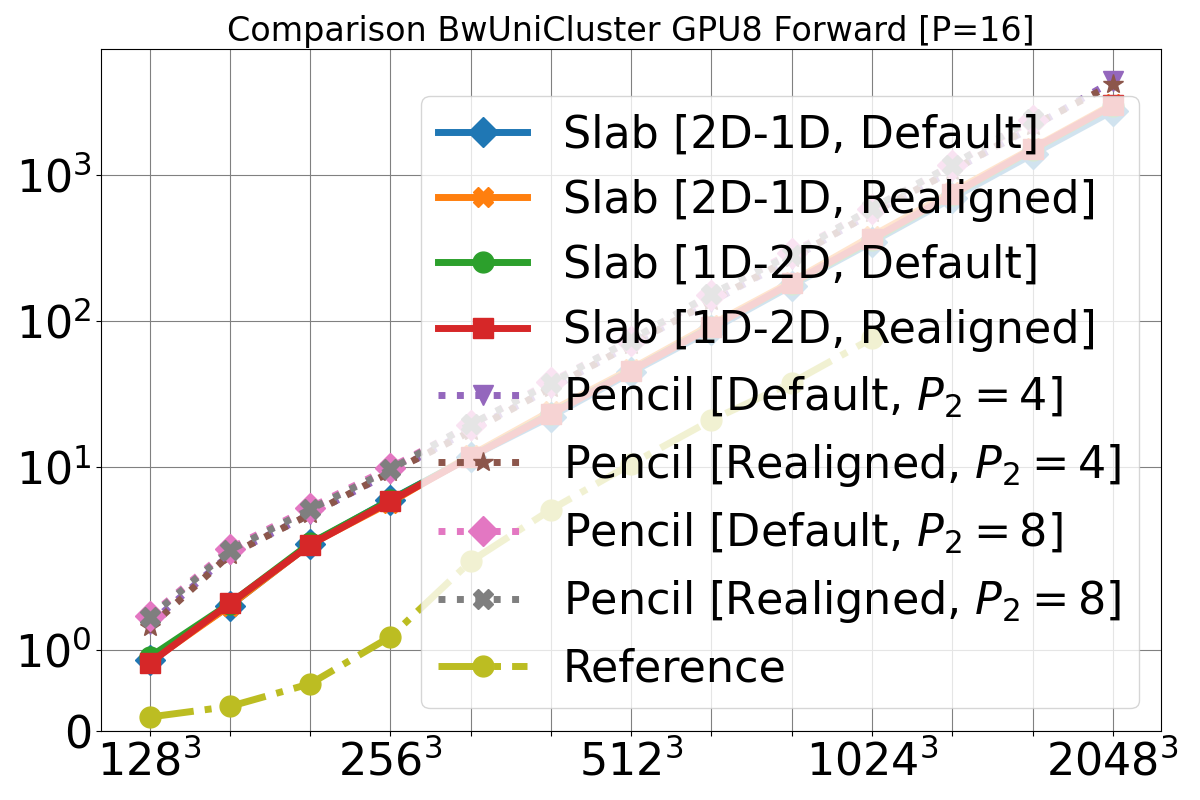 Comparison BwUniCluster GPU8 Forward [P=16]
10³
10²
10¹
10⁰
0
Slab [2D-1D, Default]
Slab [2D-1D, Realigned]
Slab [1D-2D, Default]
Slab [1D-2D, Realigned]
Pencil [Default, P₂ = 4]
Pencil [Realigned, P₂ = 4]
Pencil [Default, P₂ = 8]
Pencil [Realigned, P₂ = 8]
Reference
128³ 256³ 512³ 1024³ 2048³